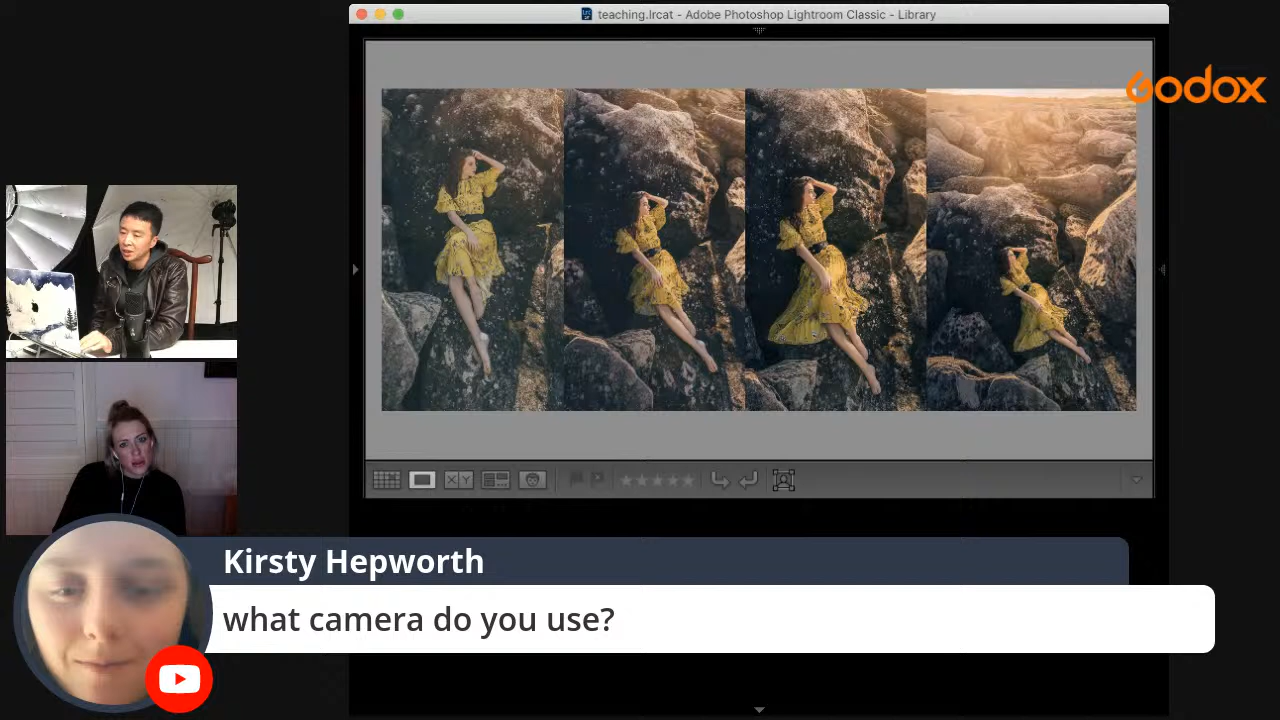 teaching.lrcat - Adobe Photoshop Lightroom Classic - Library
Godox
X Y
Kirsty Hepworth
what camera do you use?